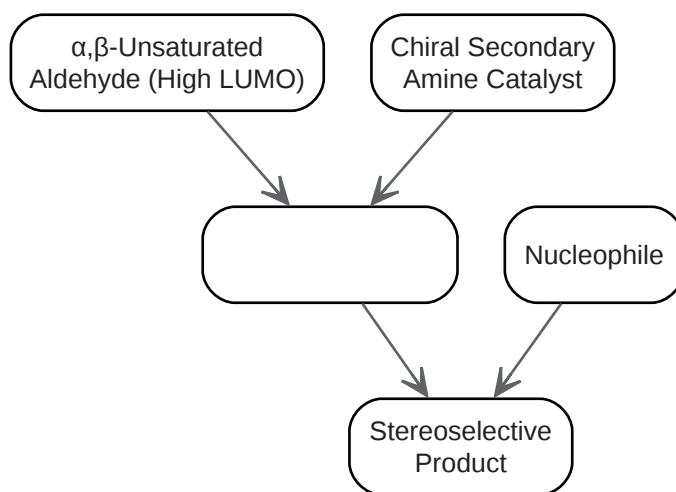 α,β-Unsaturated
Aldehyde (High LUMO)
Chiral Secondary
Amine Catalyst
Nucleophile
Stereoselective
Product